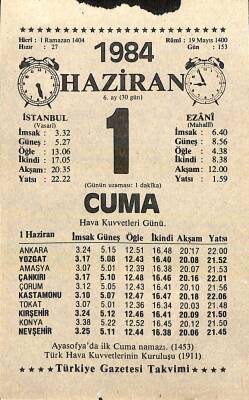 Hicrî : 1 Ramazan 1404 Rûmî : 19 Mayıs 1400
Hızır : 27 Gün : 153
1984
HAZİRAN
6. ay (30 gün)
İSTANBUL EZANÎ
(Vasatî) (Mahallî)
İmsak : 3.32 İmsak : 6.40
Güneş : 5.27 Güneş : 8.56
Öğle : 13.06 Öğle : 4.38
İkindi : 17.05 İkindi : 8.38
Akşam : 20.35 Akşam : 12.00
Yatsı : 22.22 Yatsı : 1.59
1
(Günün uzaması: 1 dakika)
CUMA
Hava Kuvvetleri Günü.
1 Haziran İmsak Güneş Öğle İkindi Akşam Yatsı
ANKARA 3.24 5.15 12.51 16.48 20.17 22.00
YOZGAT 3.17 5.08 12.43 16.40 20.08 21.52
AMASYA 3.07 5.01 12.39 16.38 20.07 21.53
ÇANKIRI 3.17 5.10 12.48 16.46 20.16 22.01
ÇORUM 3.12 5.05 12.43 16.41 20.10 21.56
KASTAMONU 3.10 5.07 12.47 16.47 20.18 22.06
TOKAT 3.07 5.01 12.36 16.34 20.03 21.48
KIRŞEHİR 3.24 5.12 12.46 16.41 20.09 21.50
KONYA 3.38 5.22 12.52 16.45 20.12 21.50
NEVŞEHİR 3.25 5.11 12.43 16.38 20.06 21.45
Ayasofya'da ilk Cuma namazı. (1453)
Türk Hava Kuvvetlerinin Kuruluşu (1911)
★★★★ Türkiye Gazetesi Takvimi ★★★★